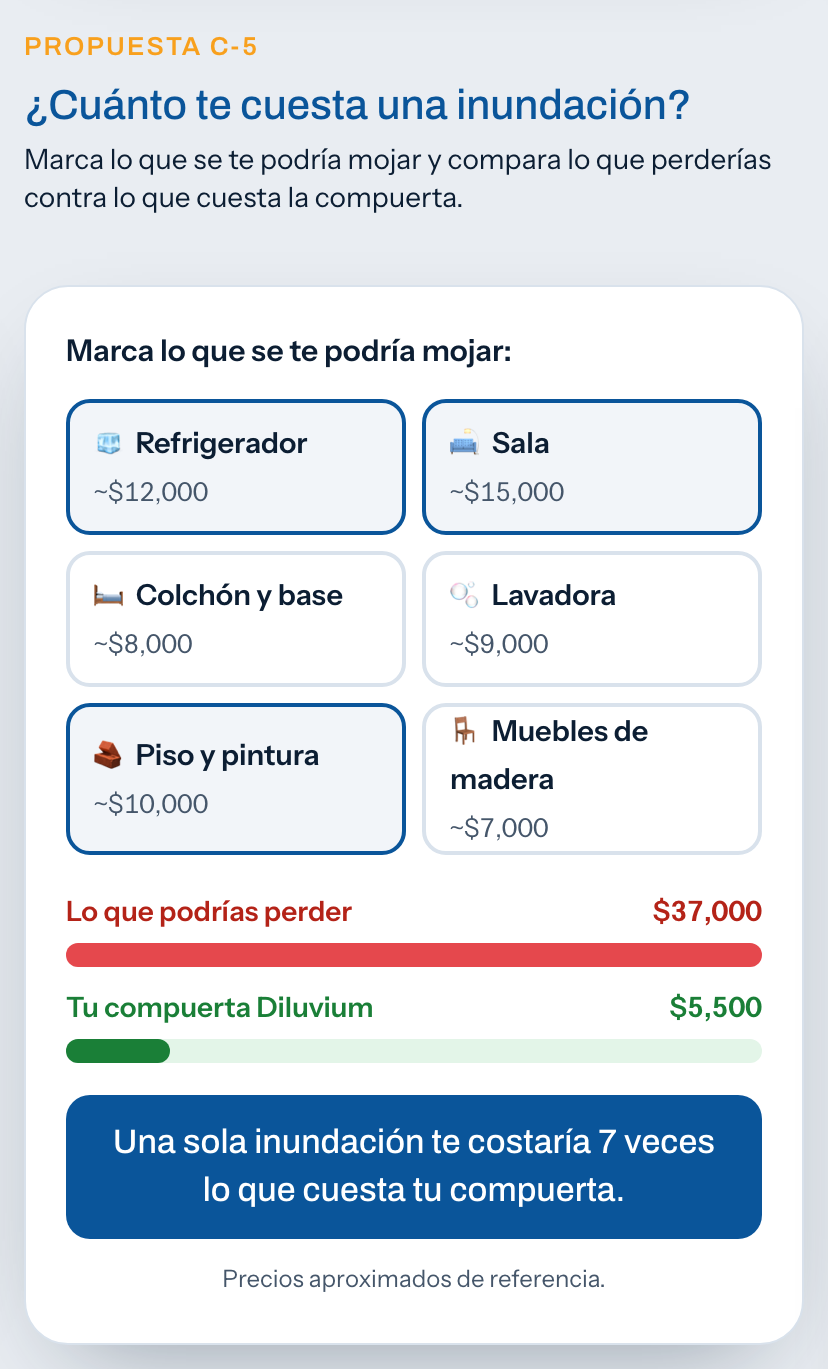 PROPUESTA C-5
¿Cuánto te cuesta una inundación?
Marca lo que se te podría mojar y compara lo que perderías
contra lo que cuesta la compuerta.
Marca lo que se te podría mojar:
Refrigerador
~$12,000
Sala
~$15,000
Colchón y base
~$8,000
Lavadora
~$9,000
Piso y pintura
~$10,000
Muebles de
madera
~$7,000
Lo que podrías perder $37,000
Tu compuerta Diluvium $5,500
Una sola inundación te costaría 7 veces
lo que cuesta tu compuerta.
Precios aproximados de referencia.